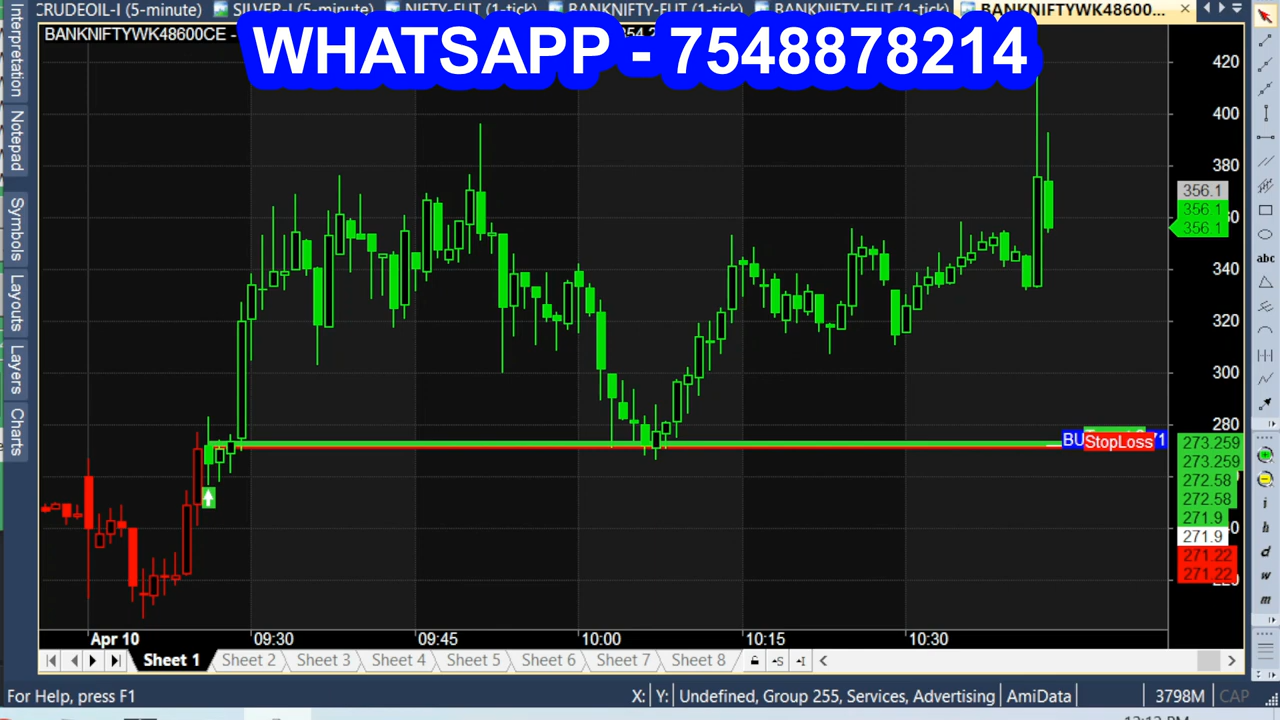 CRUDEOIL-I (5-minute) SILVER-I (5-minute) NIFTY-FUT (1-tick) BANKNIFTY-FUT (1-tick) BANKNIFTY-FUT (1-tick) BANKNIFTYWK48600...
BANKNIFTYWK48600CE -
WHATSAPP - 7548878214
Interpretation
Notepad
Symbols
Layouts
Layers
Charts
420
400
380
356.1
356.1
356.1
340
320
300
280
BU StopLoss 71
273.259
273.259
272.58
272.58
271.9
271.9
271.22
271.22
abc
i
h
d
w
m
Apr 10 09:30 09:45 10:00 10:15 10:30
Sheet 1 Sheet 2 Sheet 3 Sheet 4 Sheet 5 Sheet 6 Sheet 7 Sheet 8
For Help, press F1 X: Y: Undefined, Group 255, Services, Advertising AmiData 3798M CAP